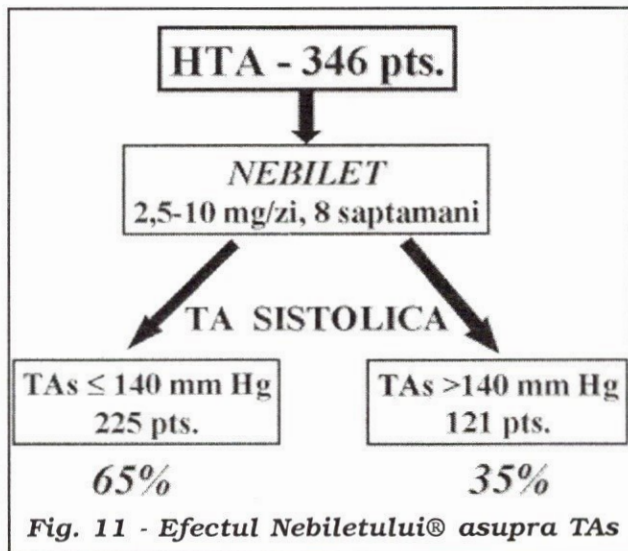 HTA - 346 pts.
NEBILET
2,5-10 mg/zi, 8 saptamani
TA SISTOLICA
TAs ≤ 140 mm Hg
225 pts.
65%
TAs >140 mm Hg
121 pts.
35%
Fig. 11 - Efectul Nebiletului® asupra TAs